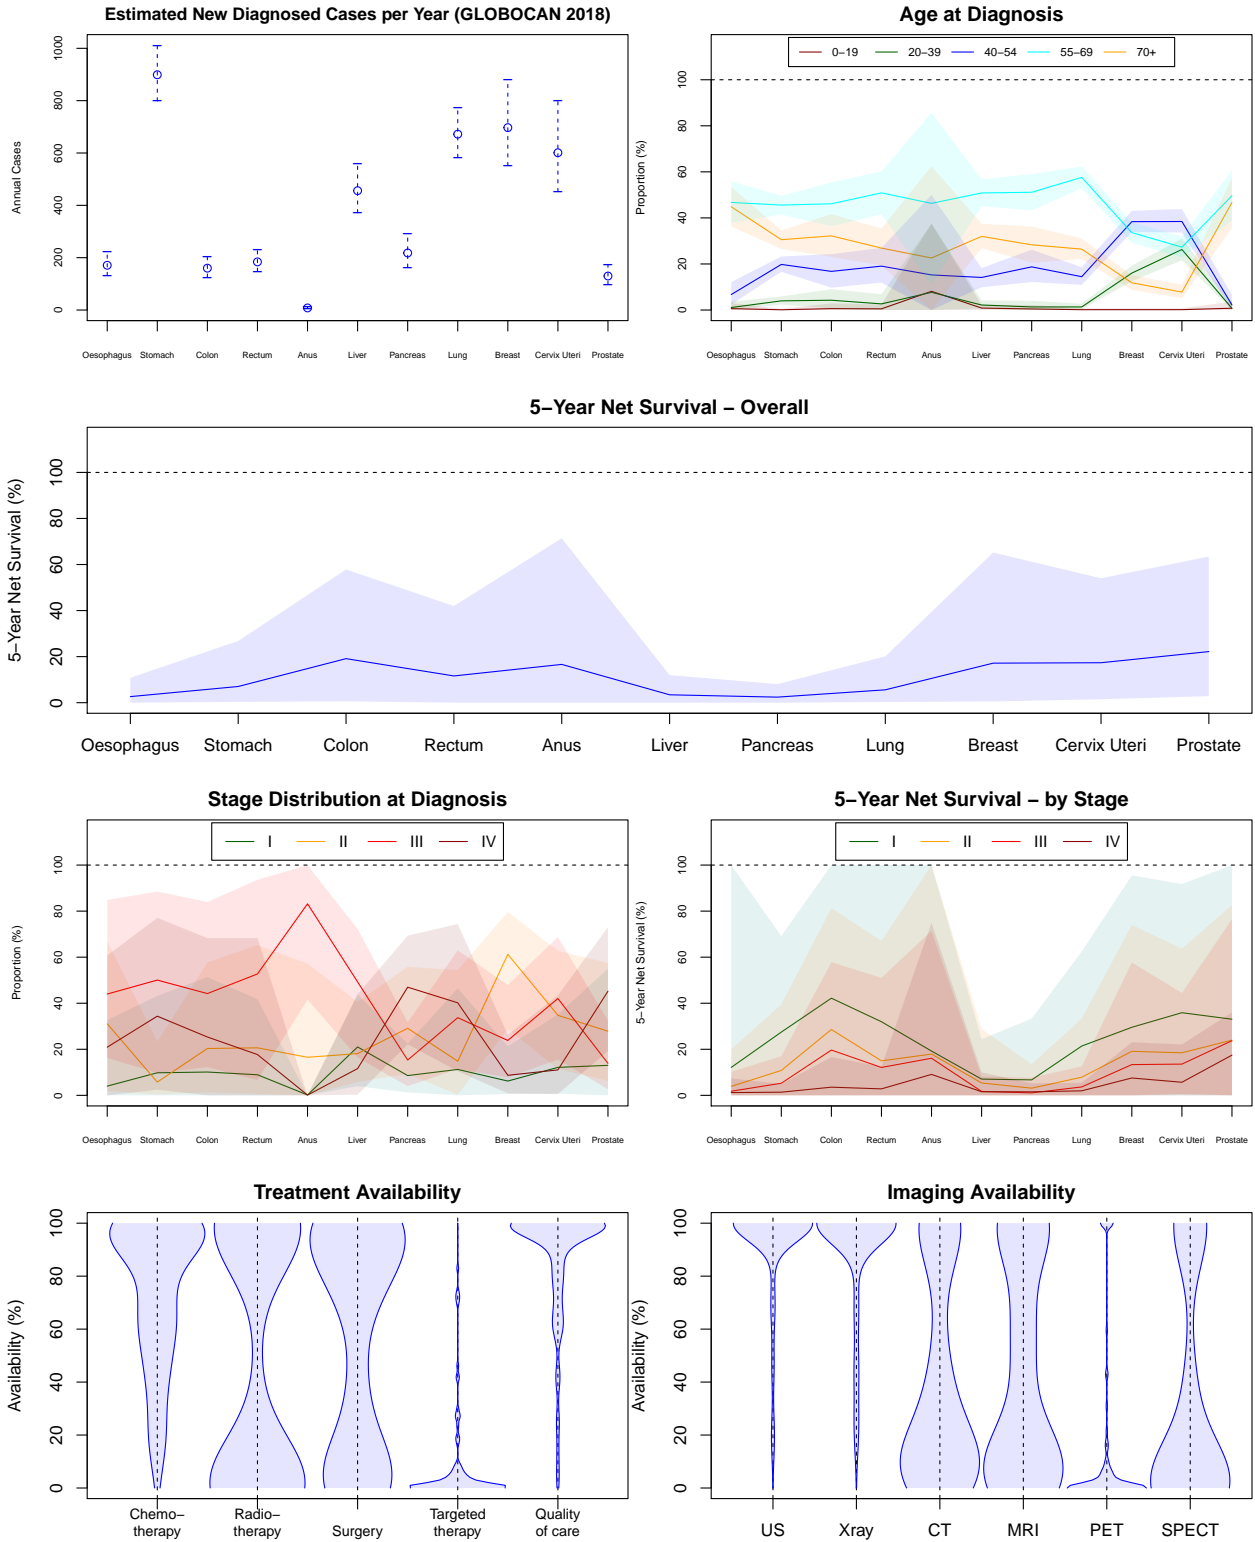 Estimated New Diagnosed Cases per Year (GLOBOCAN 2018)
Annual Cases
0 200 400 600 800 1000
Oesophagus Stomach Colon Rectum Anus Liver Pancreas Lung Breast Cervix Uteri Prostate
Age at Diagnosis
0−19 20−39 40−54 55−69 70+
Proportion (%)
0 20 40 60 80 100
Oesophagus Stomach Colon Rectum Anus Liver Pancreas Lung Breast Cervix Uteri Prostate
5−Year Net Survival − Overall
5−Year Net Survival (%)
0 20 40 60 80 100
Oesophagus Stomach Colon Rectum Anus Liver Pancreas Lung Breast Cervix Uteri Prostate
Stage Distribution at Diagnosis
I II III IV
Proportion (%)
0 20 40 60 80 100
Oesophagus Stomach Colon Rectum Anus Liver Pancreas Lung Breast Cervix Uteri Prostate
5−Year Net Survival − by Stage
I II III IV
5−Year Net Survival (%)
0 20 40 60 80 100
Oesophagus Stomach Colon Rectum Anus Liver Pancreas Lung Breast Cervix Uteri Prostate
Treatment Availability
Availability (%)
0 20 40 60 80 100
Chemo−
therapy
Radio−
therapy
Surgery
Targeted
therapy
Quality
of care
Imaging Availability
Availability (%)
0 20 40 60 80 100
US Xray CT MRI PET SPECT